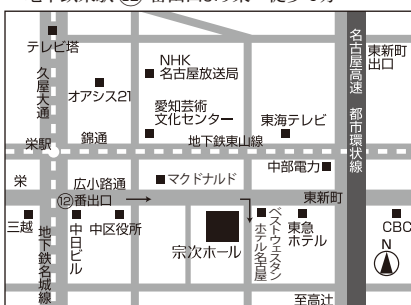 テレビ塔
久屋大通
NHK
名古屋放送局
オアシス21
愛知芸術
文化センター
東海テレビ
名古屋高速 都市環状線
東新町
出口
栄駅
錦通
地下鉄東山線
中部電力
栄
広小路通
マクドナルド
東新町
⑫番出口
三越
地下鉄名城線
中日ビル
中区役所
宗次ホール
ベストウェスタン
ホテル名古屋
東急
ホテル
CBC
N
至高辻